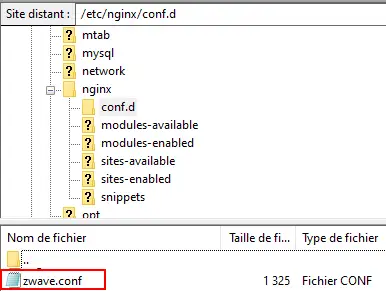 Site distant : /etc/nginx/conf.d
mtab
mysql
network
nginx
conf.d
modules-available
modules-enabled
sites-available
sites-enabled
snippets
opt
Nom de fichier Taille de fi... Type de fichier
..
zwave.conf 1 325 Fichier CONF